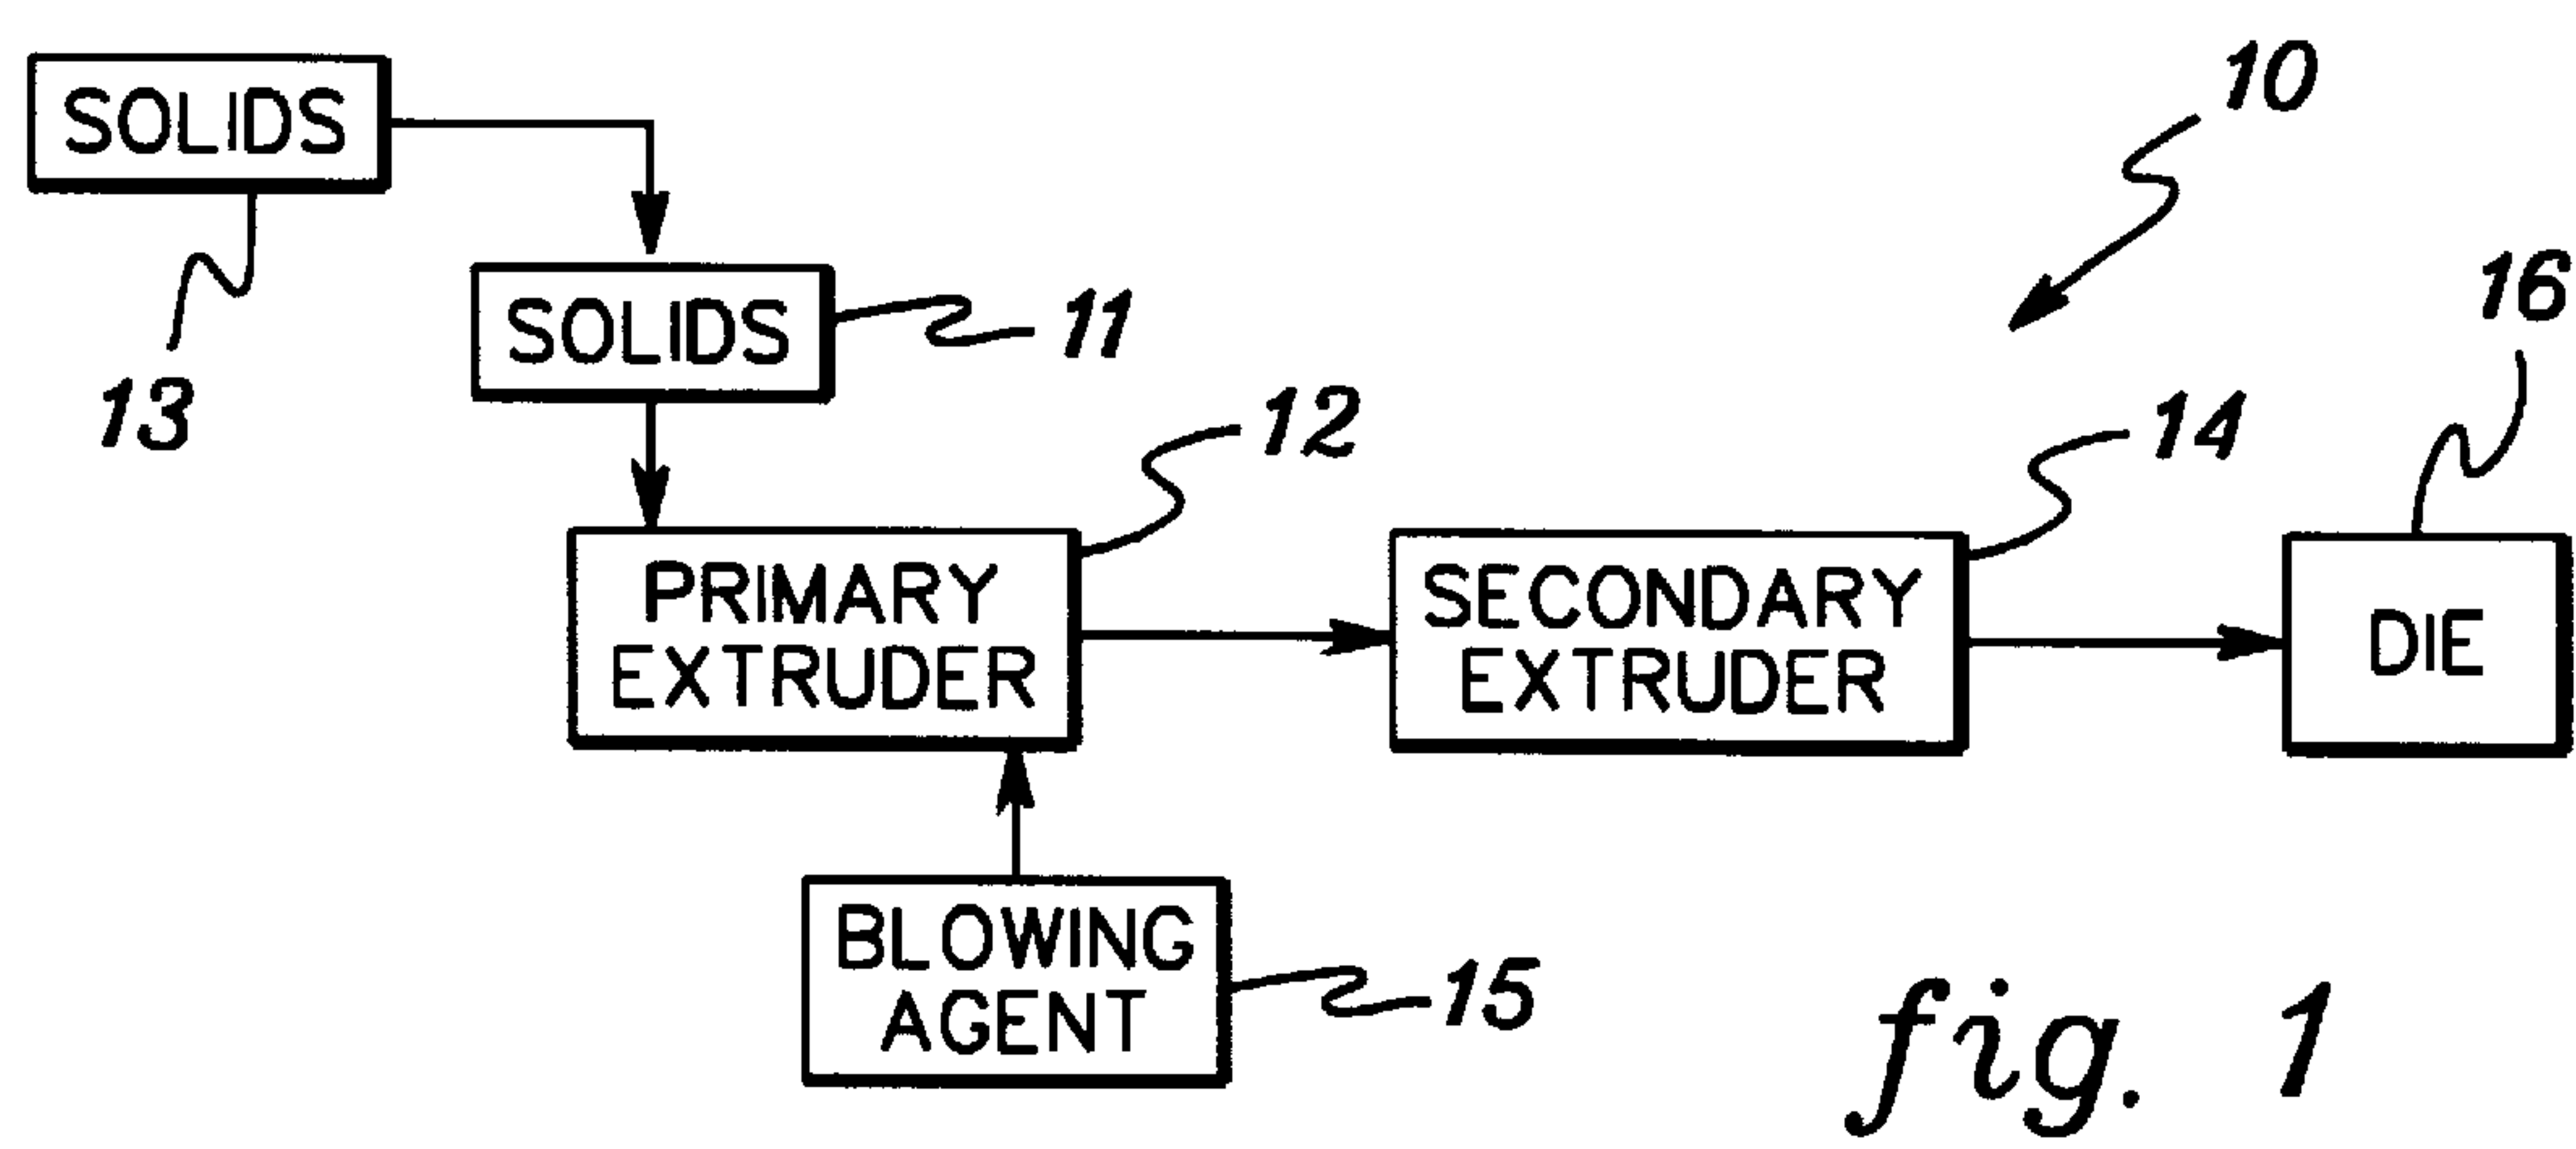 10
SOLIDS
16
11
SOLIDS
13
12
14
PRIMARY
EXTRUDER
SECONDARY
EXTRUDER
DIE
BLOWING
AGENT
15
fig. 1